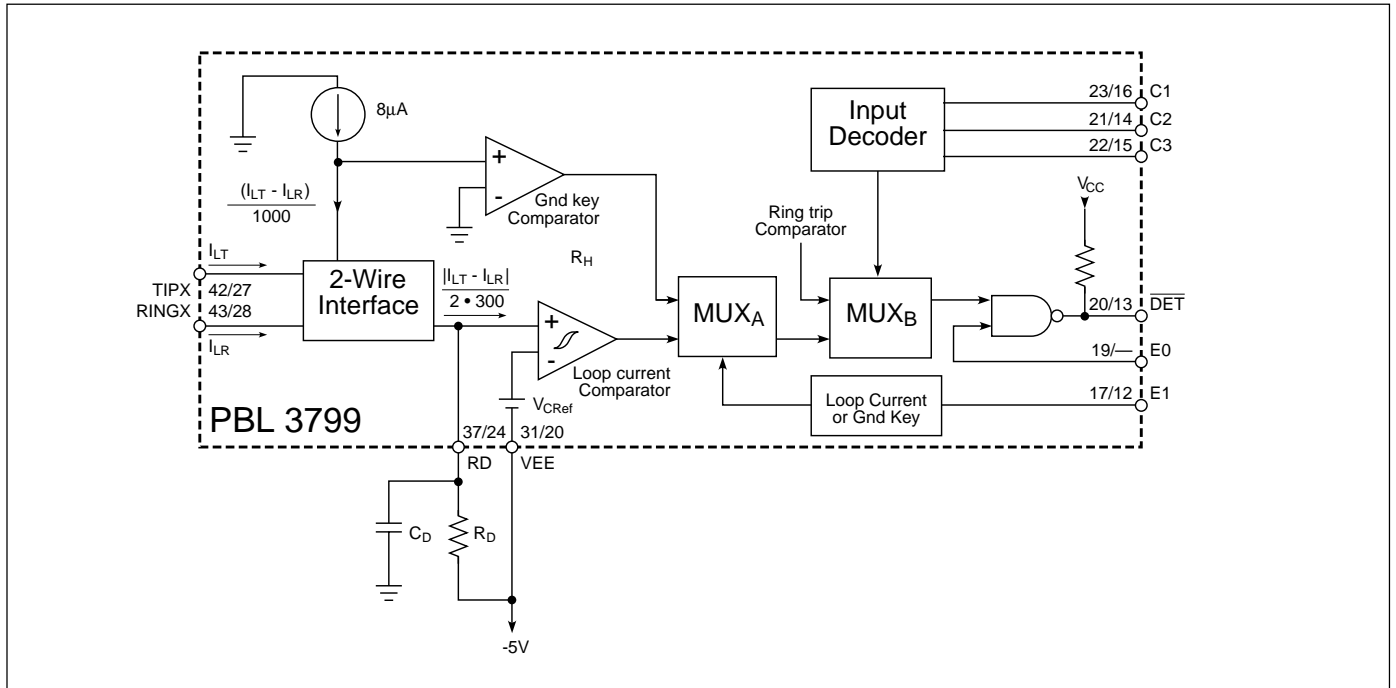 8µA
(I_LT - I_LR)
1000
I_LT
TIPX 42/27
RINGX 43/28
I_LR
2-Wire
Interface
+
-
Gnd key
Comparator
R_H
|I_LT - I_LR|
2 • 300
+
-
Loop current
Comparator
V_CRef
MUX_A
Ring trip
Comparator
MUX_B
Input
Decoder
23/16 C1
21/14 C2
22/15 C3
V_CC
20/13 D̅E̅T̅
19/— E0
17/12 E1
Loop Current
or Gnd Key
PBL 3799
37/24 31/20
RD VEE
C_D
R_D
-5V